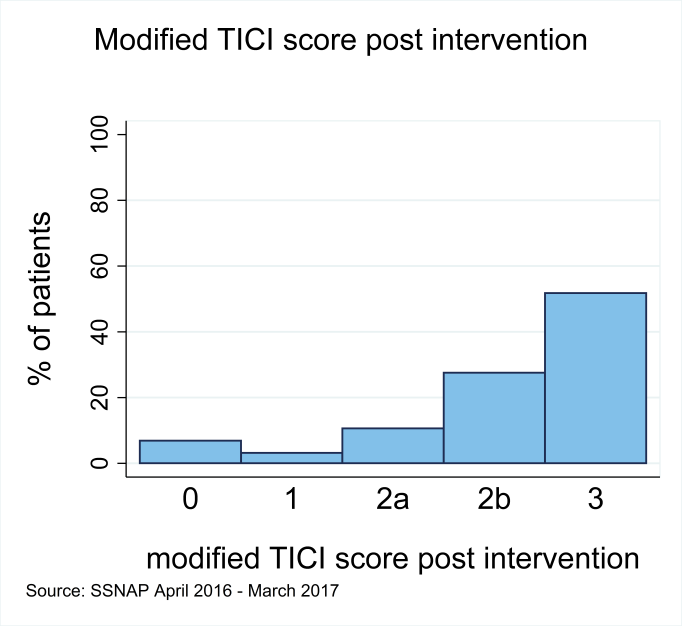 Modified TICI score post intervention
% of patients
100
80
60
40
20
0
0 1 2a 2b 3
modified TICI score post intervention
Source: SSNAP April 2016 - March 2017